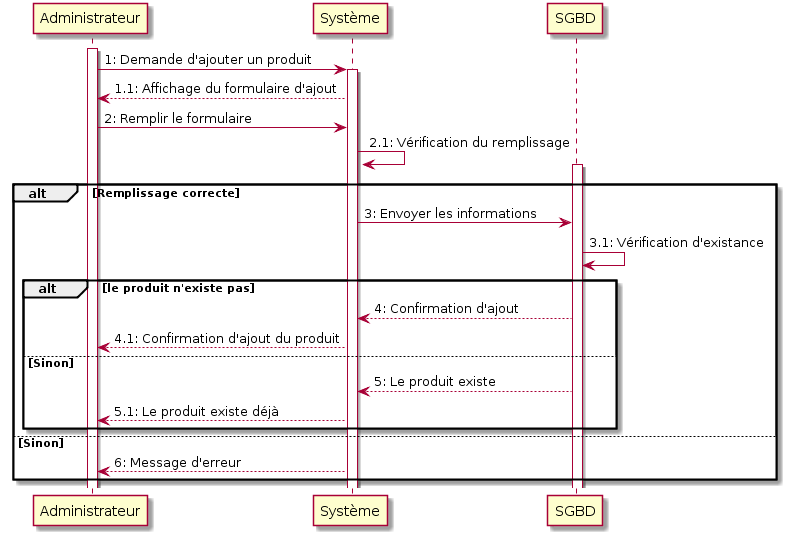 Administrateur Système SGBD
1: Demande d'ajouter un produit
1.1: Affichage du formulaire d'ajout
2: Remplir le formulaire
2.1: Vérification du remplissage
alt [Remplissage correcte]
3: Envoyer les informations
3.1: Vérification d'existance
alt [le produit n'existe pas]
4: Confirmation d'ajout
4.1: Confirmation d'ajout du produit
[Sinon]
5: Le produit existe
5.1: Le produit existe déjà
[Sinon]
6: Message d'erreur
Administrateur Système SGBD